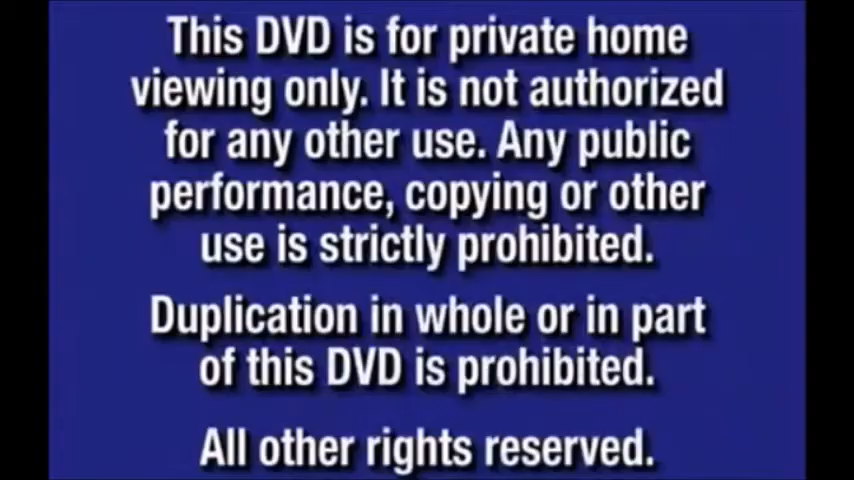 This DVD is for private home
viewing only. It is not authorized
for any other use. Any public
performance, copying or other
use is strictly prohibited.
Duplication in whole or in part
of this DVD is prohibited.
All other rights reserved.